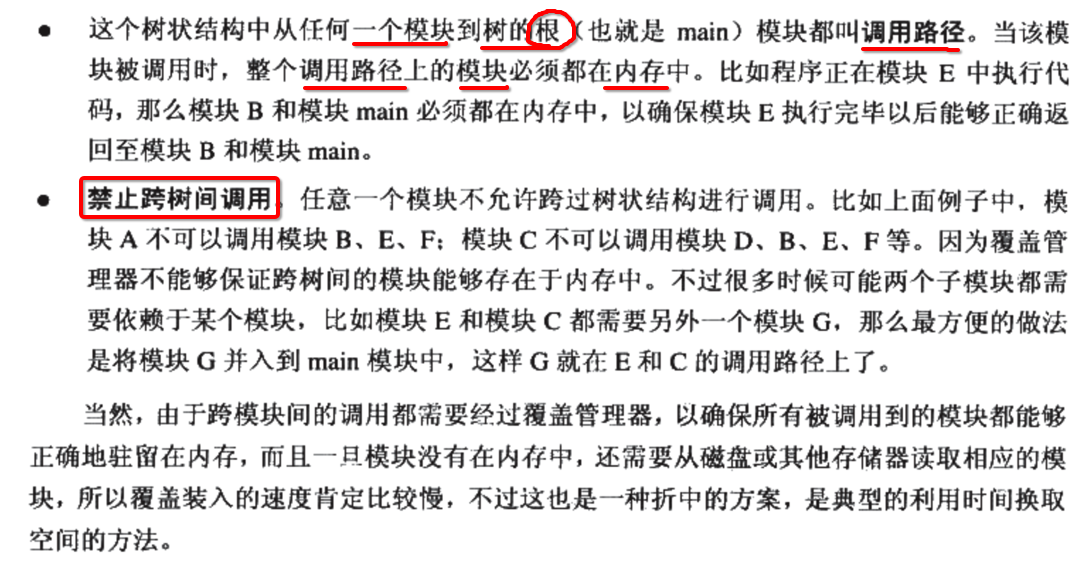 • 这个树状结构中从任何一个模块到树的根（也就是 main）模块都叫调用路径。当该模
块被调用时，整个调用路径上的模块必须都在内存中。比如程序正在模块 E 中执行代
码，那么模块 B 和模块 main 必须都在内存中，以确保模块 E 执行完毕以后能够正确返
回至模块 B 和模块 main。
• 禁止跨树间调用。任意一个模块不允许跨过树状结构进行调用。比如上面例子中，模
块 A 不可以调用模块 B、E、F；模块 C 不可以调用模块 D、B、E、F 等。因为覆盖管
理器不能够保证跨树间的模块能够存在于内存中。不过很多时候可能两个子模块都需
要依赖于某个模块，比如模块 E 和模块 C 都需要另外一个模块 G，那么最方便的做法
是将模块 G 并入到 main 模块中，这样 G 就在 E 和 C 的调用路径上了。
当然，由于跨模块间的调用都需要经过覆盖管理器，以确保所有被调用到的模块都能够
正确地驻留在内存，而且一旦模块没有在内存中，还需要从磁盘或其他存储器读取相应的模
块，所以覆盖装入的速度肯定比较慢，不过这也是一种折中的方案，是典型的利用时间换取
空间的方法。